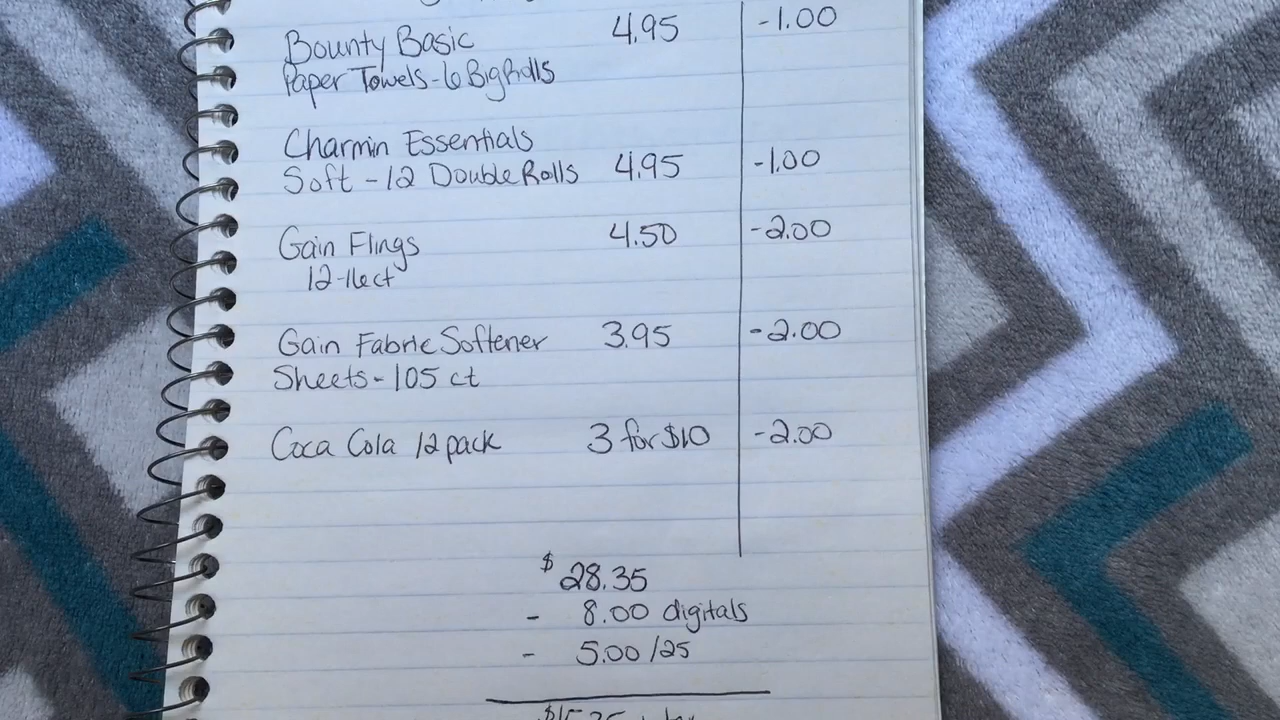 Bounty Basic 4.95 -1.00
Paper Towels-6 Big Rolls
Charmin Essentials
Soft - 12 Double Rolls 4.95 -1.00
Gain Flings 4.50 -2.00
12-16ct
Gain Fabric Softener 3.95 -2.00
Sheets - 105 ct
Coca Cola 12 pack 3 for $10 -2.00
$28.35
- 8.00 digitals
- 5.00/25